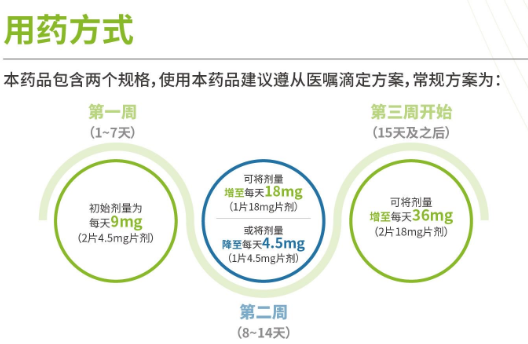 用药方式
本药品包含两个规格，使用本药品建议遵从医嘱滴定方案，常规方案为：
第一周
（1~7天）
初始剂量为
每天9mg
（2片4.5mg片剂）
可将剂量
增至每天18mg
（1片18mg片剂）
或将剂量
降至每天4.5mg
（1片4.5mg片剂）
第二周
（8~14天）
第三周开始
（15天及之后）
可将剂量
增至每天36mg
（2片18mg片剂）